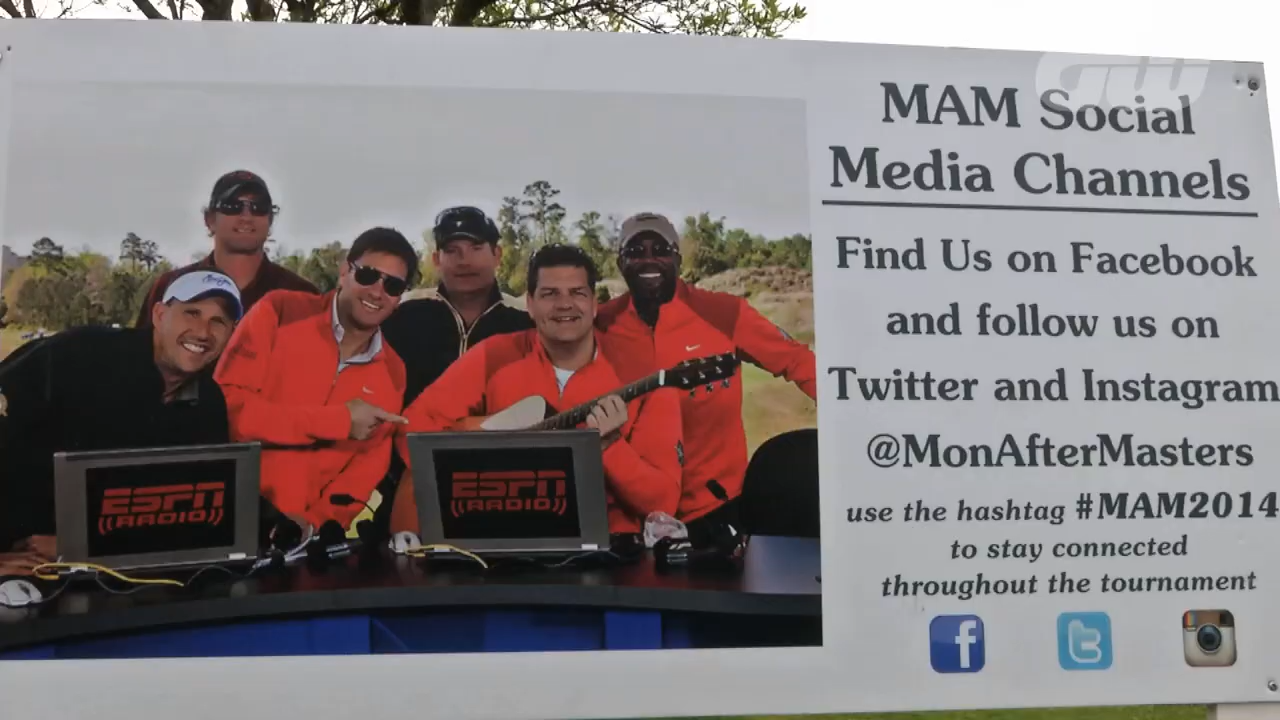 GW
MAM Social
Media Channels
Find Us on Facebook
and follow us on
Twitter and Instagram
@MonAfterMasters
use the hashtag #MAM2014
to stay connected
throughout the tournament
ESPN
((RADIO))
ESPN
((RADIO))